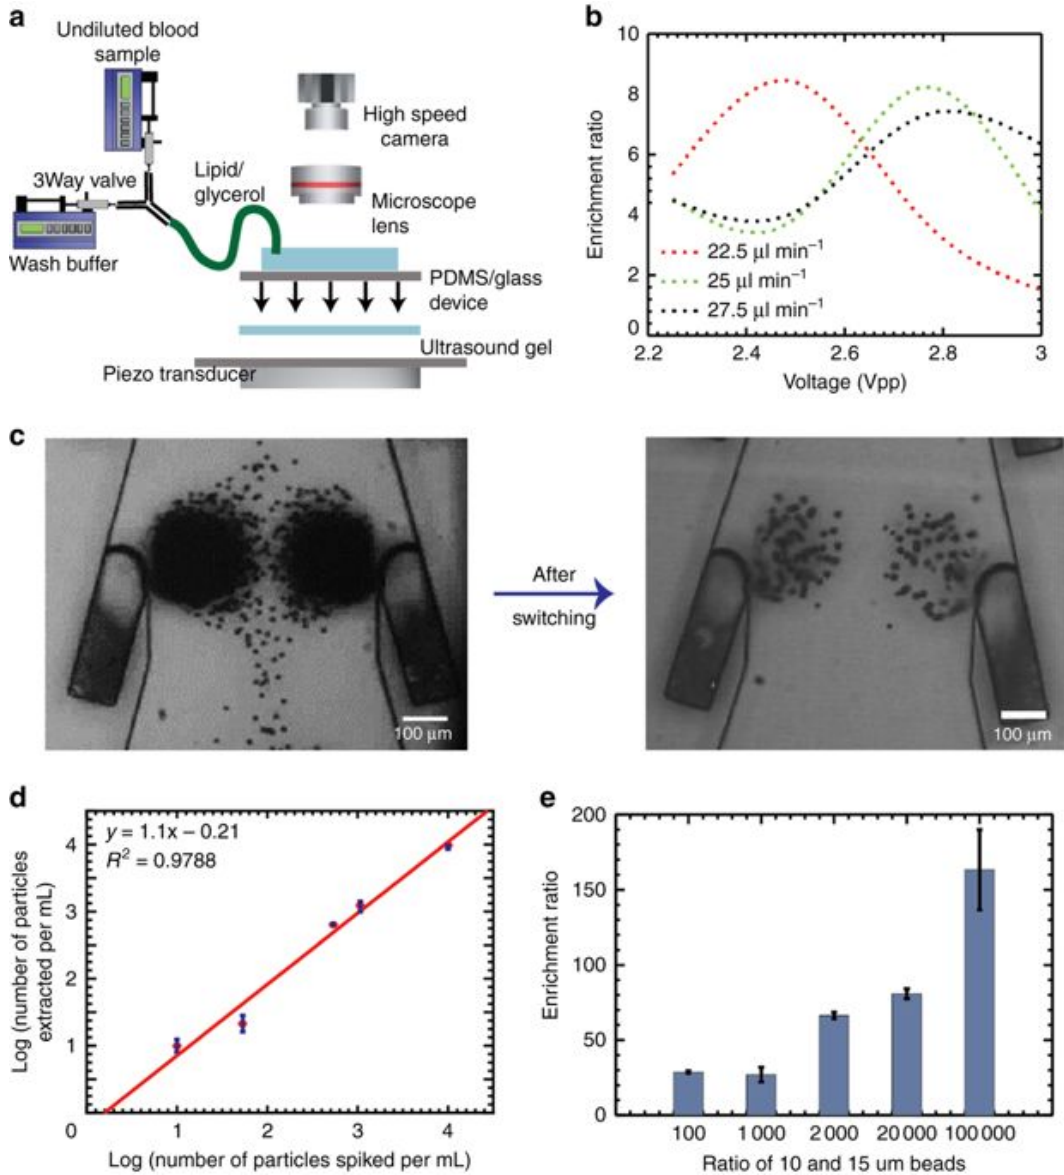 a
Undiluted blood
sample
High speed
camera
3Way valve
Lipid/
glycerol
Microscope
lens
Wash buffer
PDMS/glass
device
Ultrasound gel
Piezo transducer
b
10
8
6
4
2
0
Enrichment ratio
22.5 µl min⁻¹
25 µl min⁻¹
27.5 µl min⁻¹
2.2 2.4 2.6 2.8 3
Voltage (Vpp)
c
100 µm
After
switching
100 µm
d
y = 1.1x – 0.21
R² = 0.9788
Log (number of particles
extracted per mL)
4
3
2
1
0 1 2 3 4
Log (number of particles spiked per mL)
e
200
150
100
50
0
Enrichment ratio
100 1 000 2 000 20 000 100 000
Ratio of 10 and 15 um beads